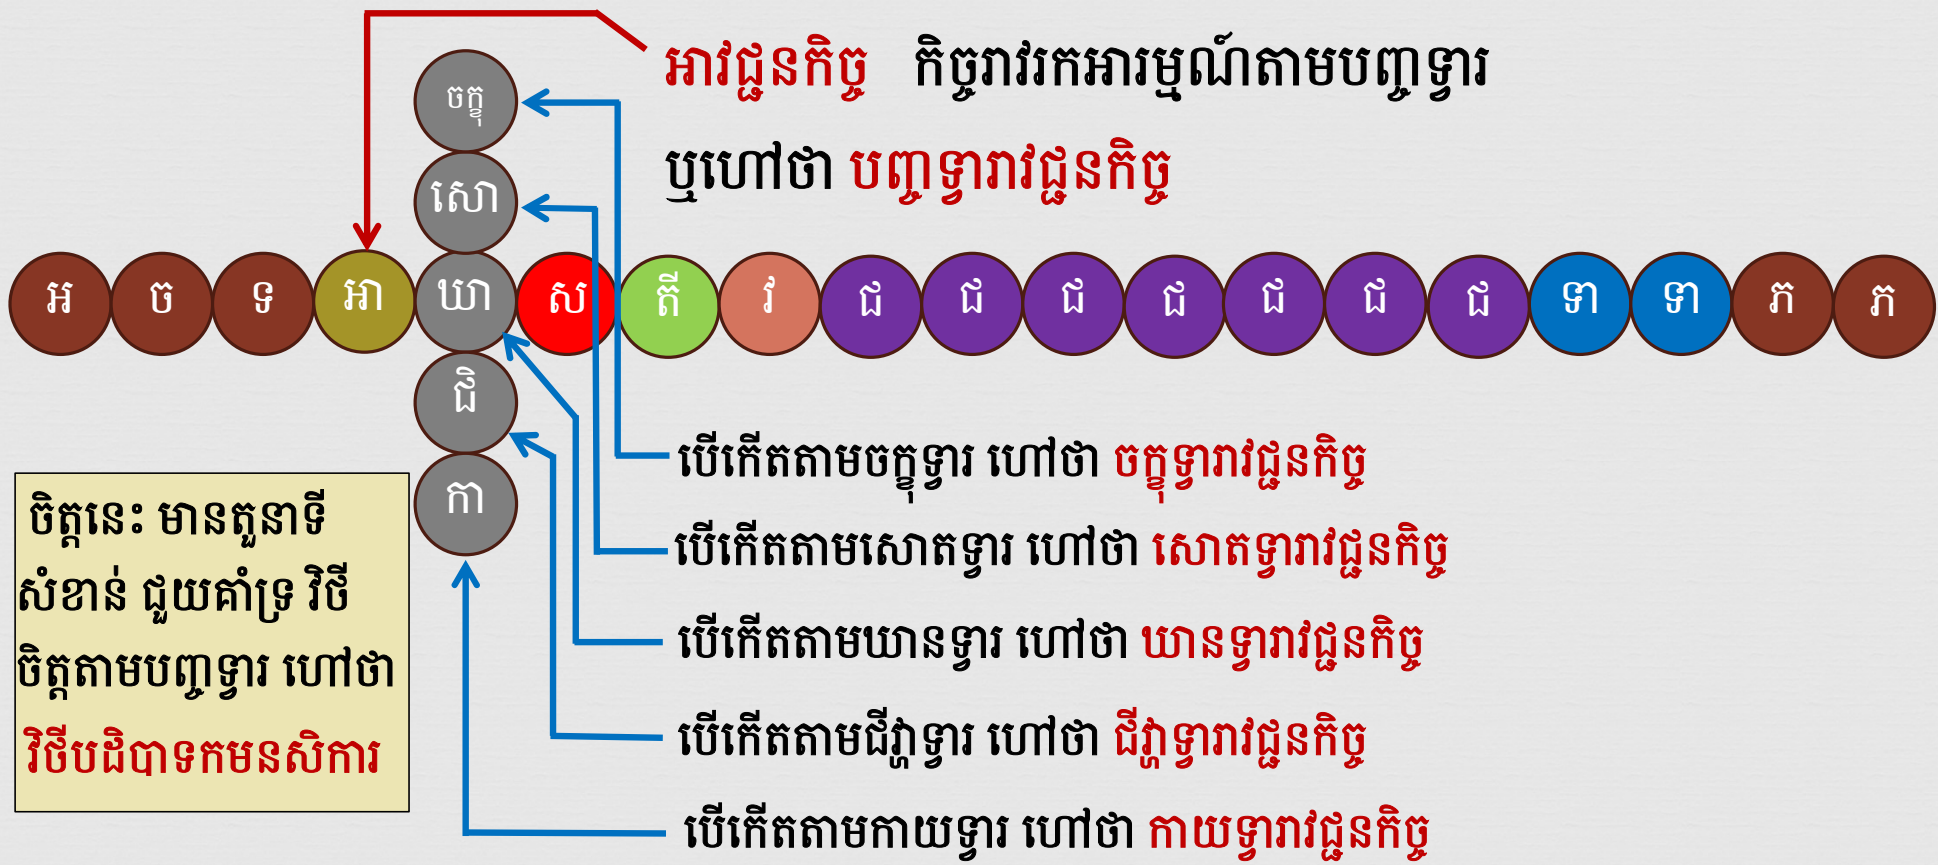 អាវជ្ជនកិច្ច កិច្ចរាវរកអារម្មណ៍តាមបញ្ចទ្វារ
ឬហៅថា បញ្ចទ្វារាវជ្ជនកិច្ច
ចក្ខុ
សោ
អ ច ទ អា ឃា ស តី វ ជ ជ ជ ជ ជ ជ ជ ទា ទា ភ ភ
ជិ
កា
បើកើតតាមចក្ខុទ្វារ ហៅថា ចក្ខុទ្វារាវជ្ជនកិច្ច
បើកើតតាមសោតទ្វារ ហៅថា សោតទ្វារាវជ្ជនកិច្ច
បើកើតតាមឃានទ្វារ ហៅថា ឃានទ្វារាវជ្ជនកិច្ច
បើកើតតាមជីវ្ហាទ្វារ ហៅថា ជីវ្ហាទ្វារាវជ្ជនកិច្ច
បើកើតតាមកាយទ្វារ ហៅថា កាយទ្វារាវជ្ជនកិច្ច
ចិត្តនេះ មានតួនាទី
សំខាន់ ជួយគាំទ្រ វិថី
ចិត្តតាមបញ្ចទ្វារ ហៅថា
វិថីបដិបាទកមនសិការ